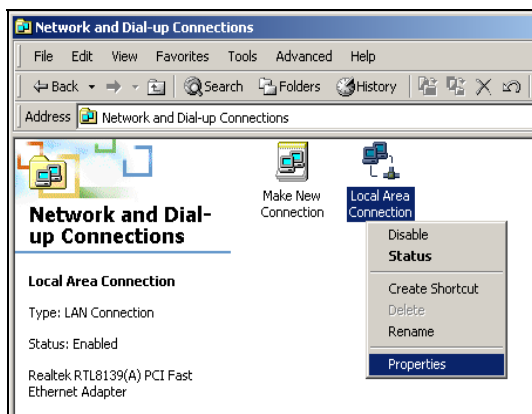 Network and Dial-up Connections
File Edit View Favorites Tools Advanced Help
Back Search Folders History
Address Network and Dial-up Connections
Make New
Connection
Local Area
Connection
Network and Dial-
up Connections
Local Area Connection
Type: LAN Connection
Status: Enabled
Realtek RTL8139(A) PCI Fast
Ethernet Adapter
Disable
Status
Create Shortcut
Delete
Rename
Properties